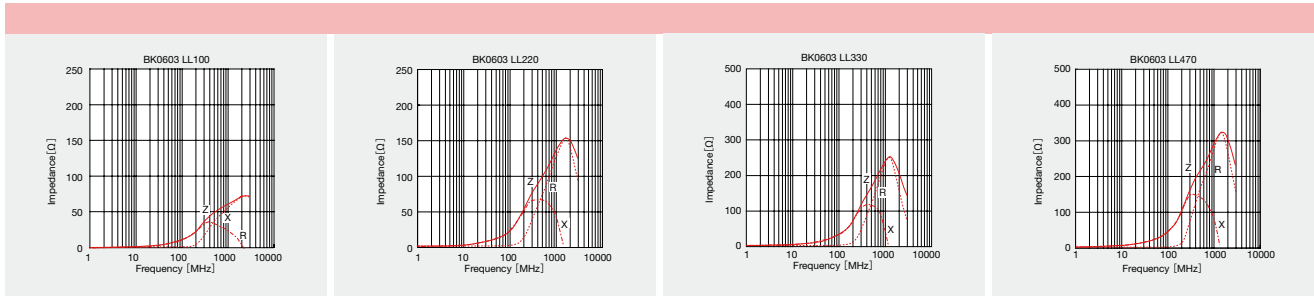 BK0603 LL100
250
200
150
100
50
0
Impedance[Ω]
Z
X
R
1 10 100 1000 10000
Frequency [MHz]
BK0603 LL220
250
200
150
100
50
0
Impedance[Ω]
Z
R
X
1 10 100 1000 10000
Frequency [MHz]
BK0603 LL330
500
400
300
200
100
0
Impedance[Ω]
Z
R
X
1 10 100 1000 10000
Frequency [MHz]
BK0603 LL470
500
400
300
200
100
0
Impedance[Ω]
Z
R
X
1 10 100 1000 10000
Frequency [MHz]